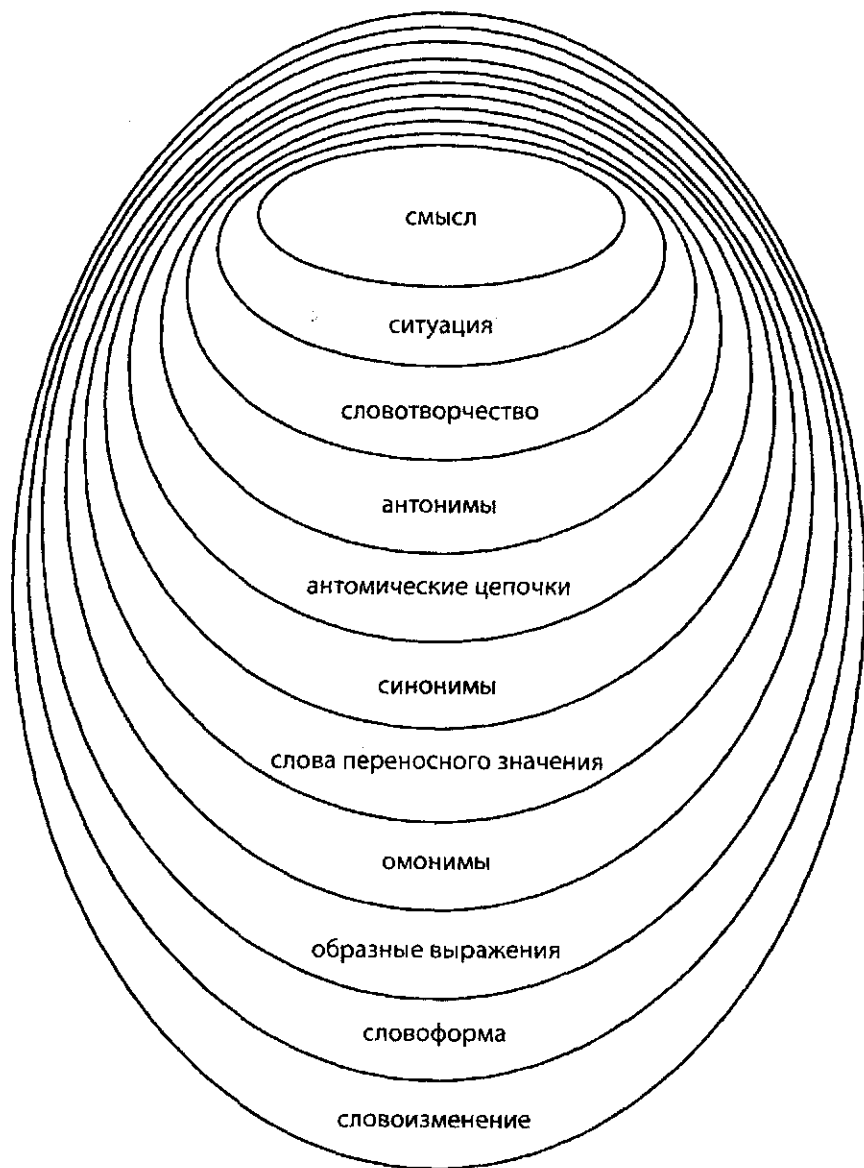 смысл
ситуация
словотворчество
антонимы
антомические цепочки
синонимы
слова переносного значения
омонимы
образные выражения
словоформа
словоизменение